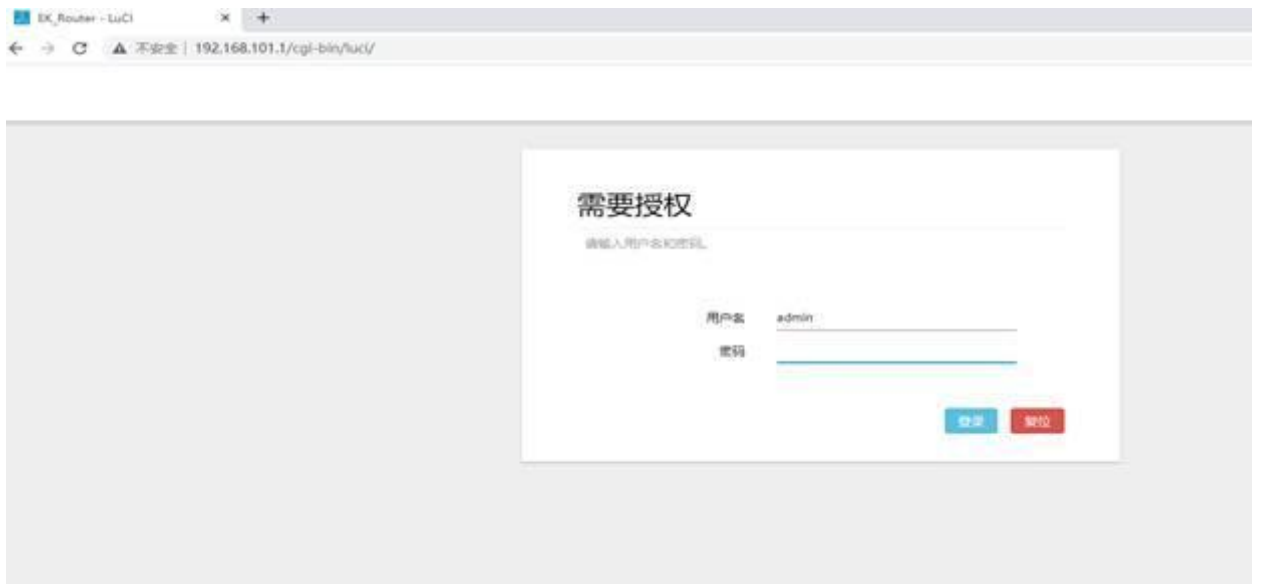 EK_Router - LuCI
不安全 | 192.168.101.1/cgi-bin/luci/
需要授权
请输入用户名和密码。
用户名 admin
密码
登录 复位